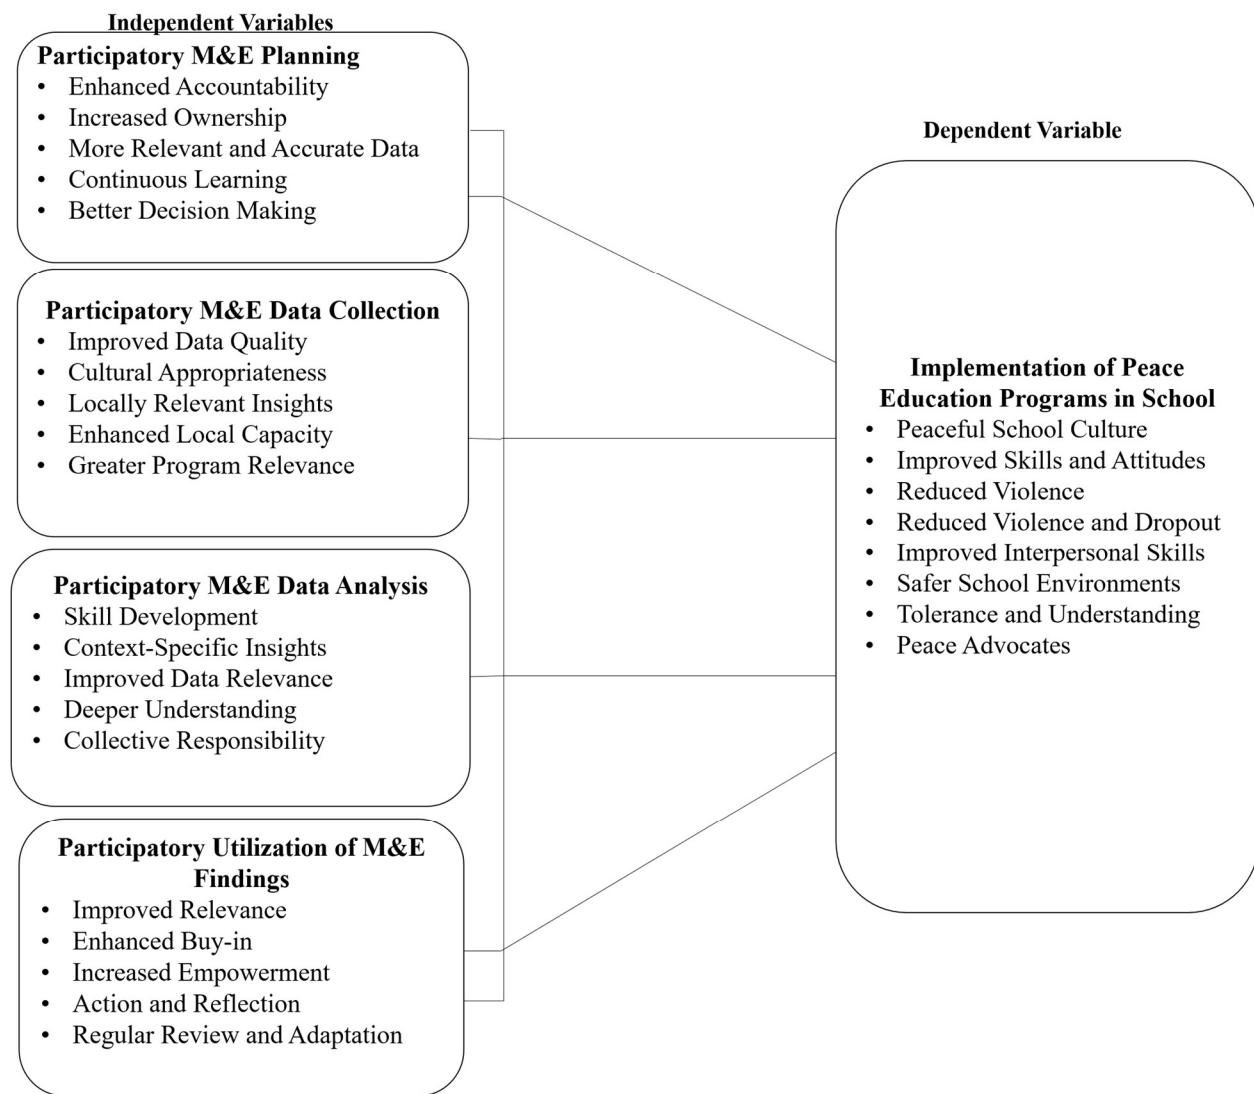 Independent Variables
Participatory M&E Planning
• Enhanced Accountability
• Increased Ownership
• More Relevant and Accurate Data
• Continuous Learning
• Better Decision Making
Participatory M&E Data Collection
• Improved Data Quality
• Cultural Appropriateness
• Locally Relevant Insights
• Enhanced Local Capacity
• Greater Program Relevance
Participatory M&E Data Analysis
• Skill Development
• Context-Specific Insights
• Improved Data Relevance
• Deeper Understanding
• Collective Responsibility
Participatory Utilization of M&E
Findings
• Improved Relevance
• Enhanced Buy-in
• Increased Empowerment
• Action and Reflection
• Regular Review and Adaptation
Dependent Variable
Implementation of Peace
Education Programs in School
• Peaceful School Culture
• Improved Skills and Attitudes
• Reduced Violence
• Reduced Violence and Dropout
• Improved Interpersonal Skills
• Safer School Environments
• Tolerance and Understanding
• Peace Advocates